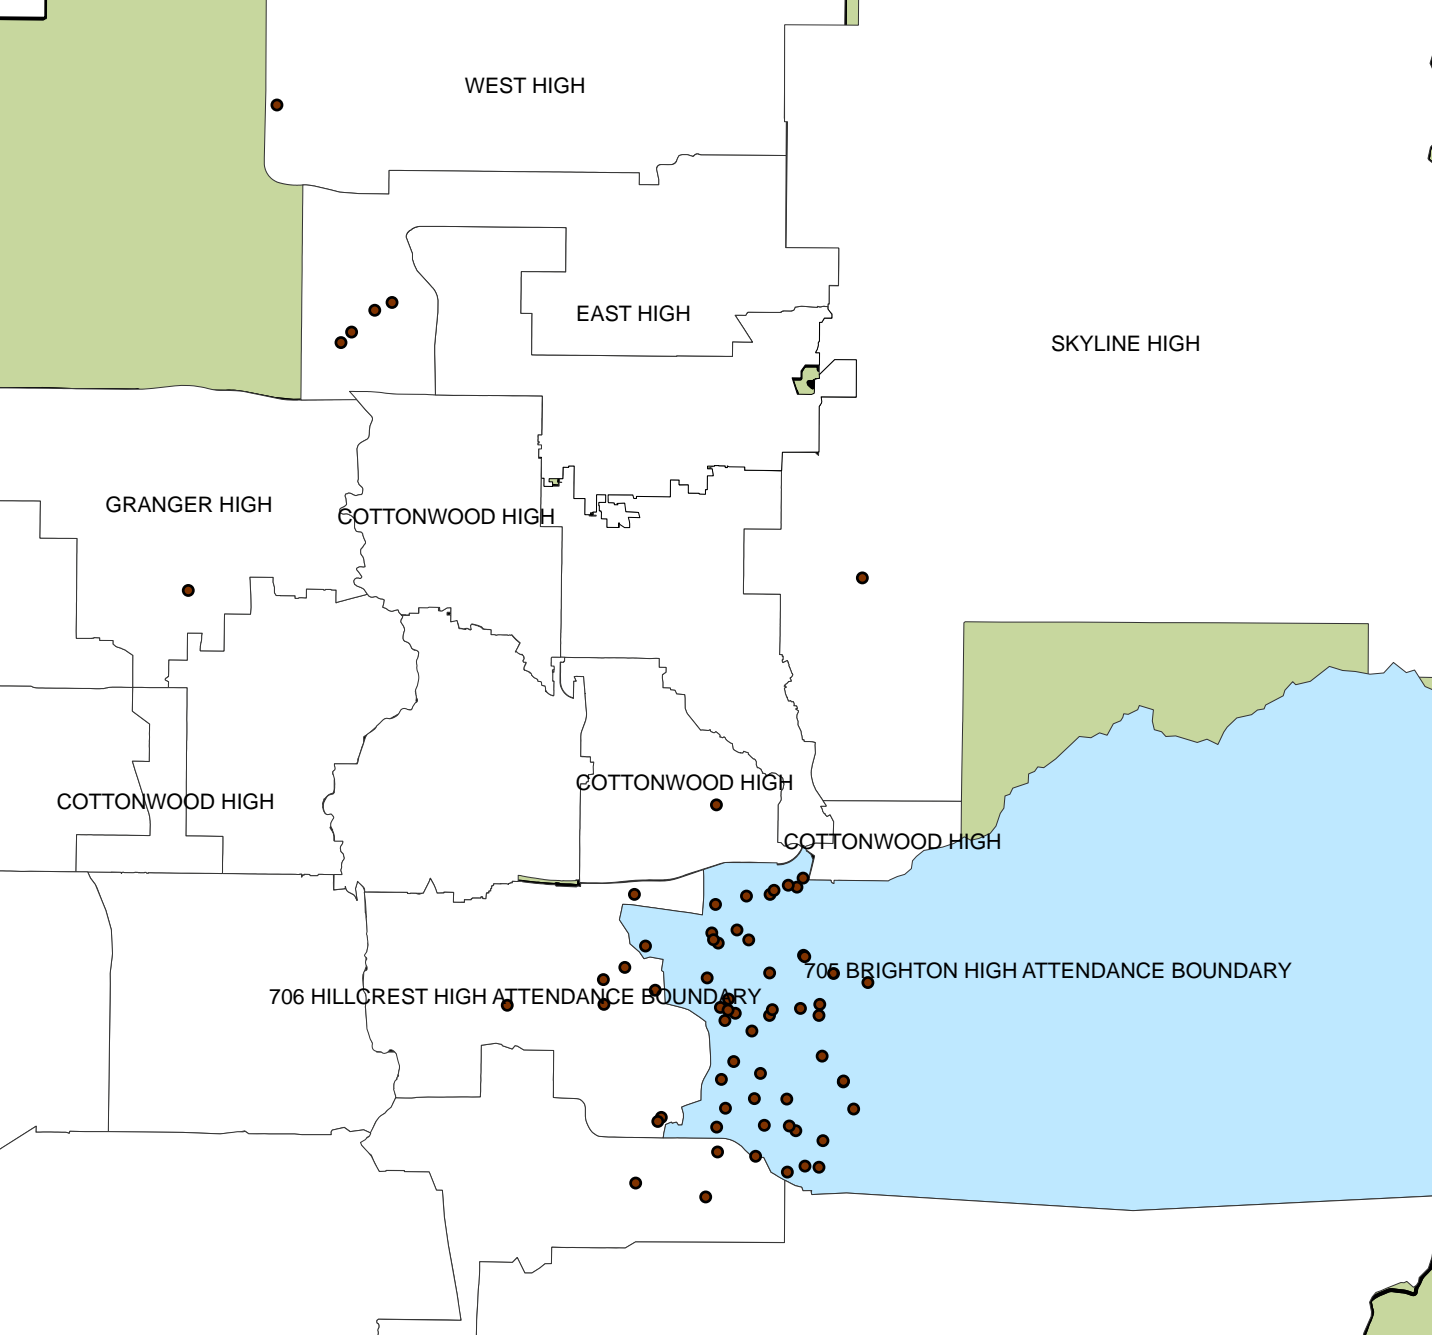 WEST HIGH
EAST HIGH
SKYLINE HIGH
GRANGER HIGH
COTTONWOOD HIGH
COTTONWOOD HIGH
COTTONWOOD HIGH
COTTONWOOD HIGH
705 BRIGHTON HIGH ATTENDANCE BOUNDARY
706 HILLCREST HIGH ATTENDANCE BOUNDARY